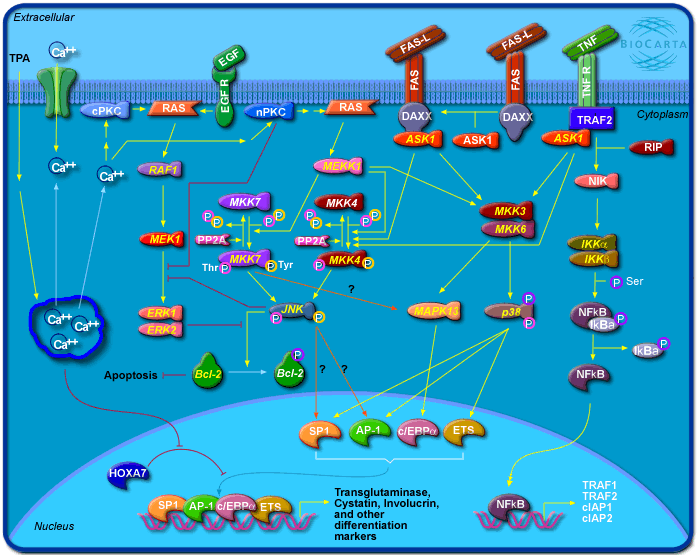 Extracellular
TPA
Ca++
EGF
EGF R
FAS-L
FAS
FAS-L
FAS
TNF
TNF R
BIOCARTA
Cytoplasm
cPKC
RAS
nPKC
RAS
DAXX
ASK1
ASK1
DAXX
ASK1
TRAF2
RIP
Ca++
Ca++
RAF1
MEKK1
NIK
MKK7
MKK4
MKK3
MKK6
P
P
P
P
P
P
P
P
PP2A
PP2A
MEK1
MKK7
MKK4
IKKα
IKKβ
Thr
P
P
Tyr
P
P
P
Ser
?
Ca++
Ca++
Ca++
ERK1
ERK2
JNK
P
P
MAPK13
p38
P
P
NFkB
IkBa
P
IkBa
P
P
Apoptosis
Bcl-2
Bcl-2
?
?
NFkB
SP1
AP-1
c/EBPα
ETS
HOXA7
SP1
AP-1
c/EBPα
ETS
Transglutaminase,
Cystatin, Involucrin,
and other
differentiation
markers
NFkB
TRAF1
TRAF2
cIAP1
cIAP2
Nucleus